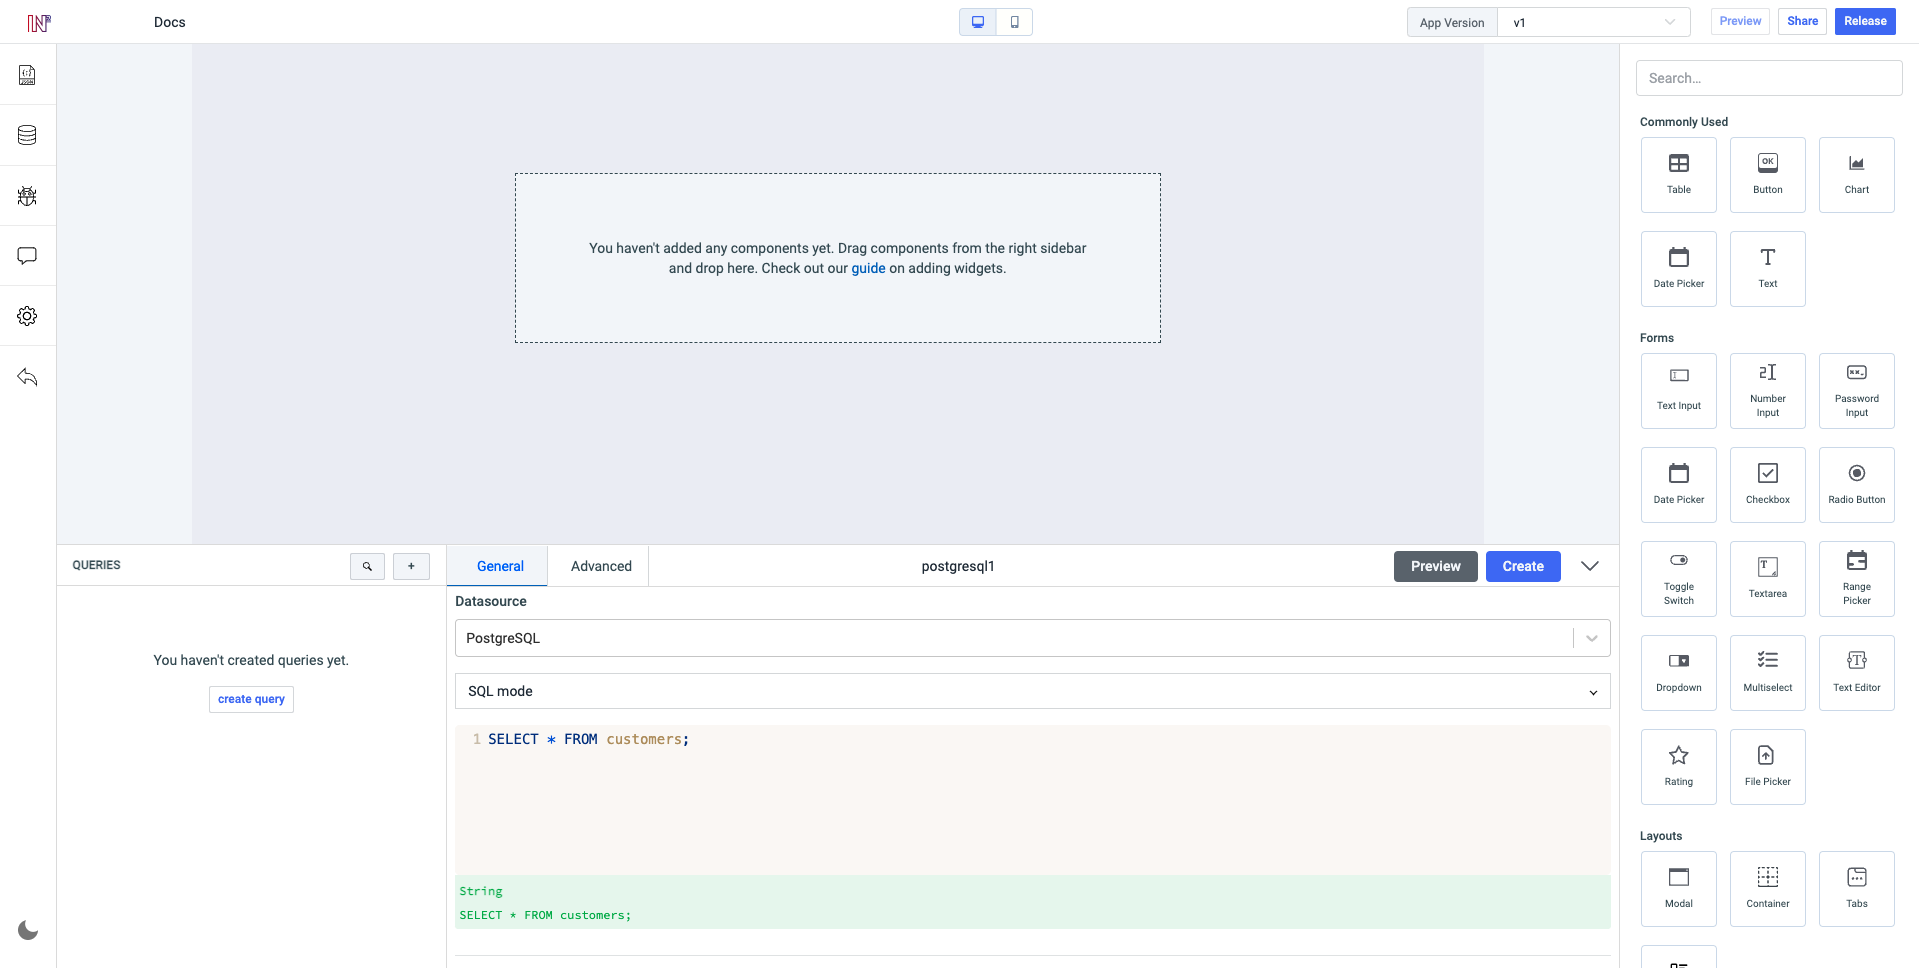 Docs
App Version
v1
Preview
Share
Release
Search...
Commonly Used
Table
Button
OK
Chart
Date Picker
Text
You haven't added any components yet. Drag components from the right sidebar
and drop here. Check out our guide on adding widgets.
Forms
Text Input
Number
Input
Password
Input
Date Picker
Checkbox
Radio Button
Toggle
Switch
Textarea
Range
Picker
Dropdown
Multiselect
Text Editor
Rating
File Picker
Layouts
Modal
Container
Tabs
QUERIES
+
You haven't created queries yet.
create query
General
Advanced
postgresql1
Preview
Create
Datasource
PostgreSQL
SQL mode
1 SELECT * FROM customers;
String
SELECT * FROM customers;